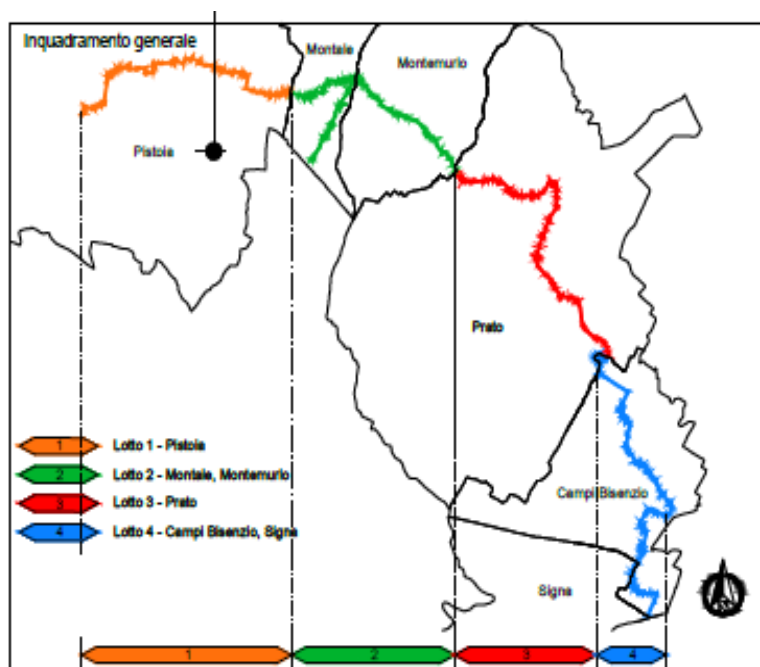 Inquadramento generale
Montale
Montemurlo
Pistoia
Prato
1 Lotto 1 - Pistoia
2 Lotto 2 - Montale, Montemurlo
3 Lotto 3 - Prato
4 Lotto 4 - Campi Bisenzio, Signa
Campi Bisenzio
Signa
1 2 3 4